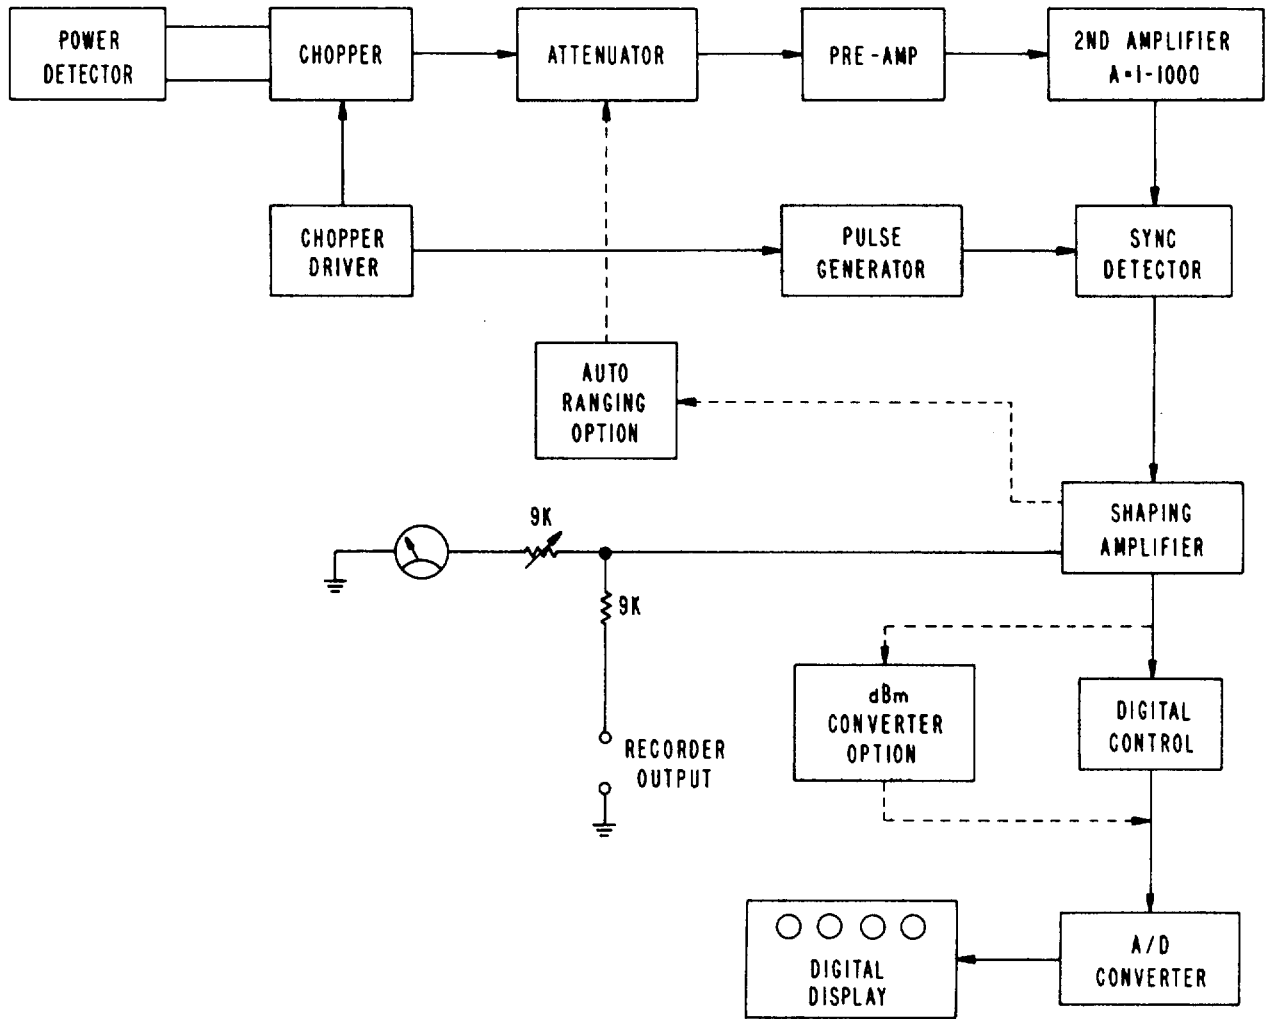 POWER
DETECTOR
CHOPPER
ATTENUATOR
PRE-AMP
2ND AMPLIFIER
A=1-1000
CHOPPER
DRIVER
PULSE
GENERATOR
SYNC
DETECTOR
AUTO
RANGING
OPTION
SHAPING
AMPLIFIER
9K
9K
dBm
CONVERTER
OPTION
DIGITAL
CONTROL
RECORDER
OUTPUT
A/D
CONVERTER
DIGITAL
DISPLAY